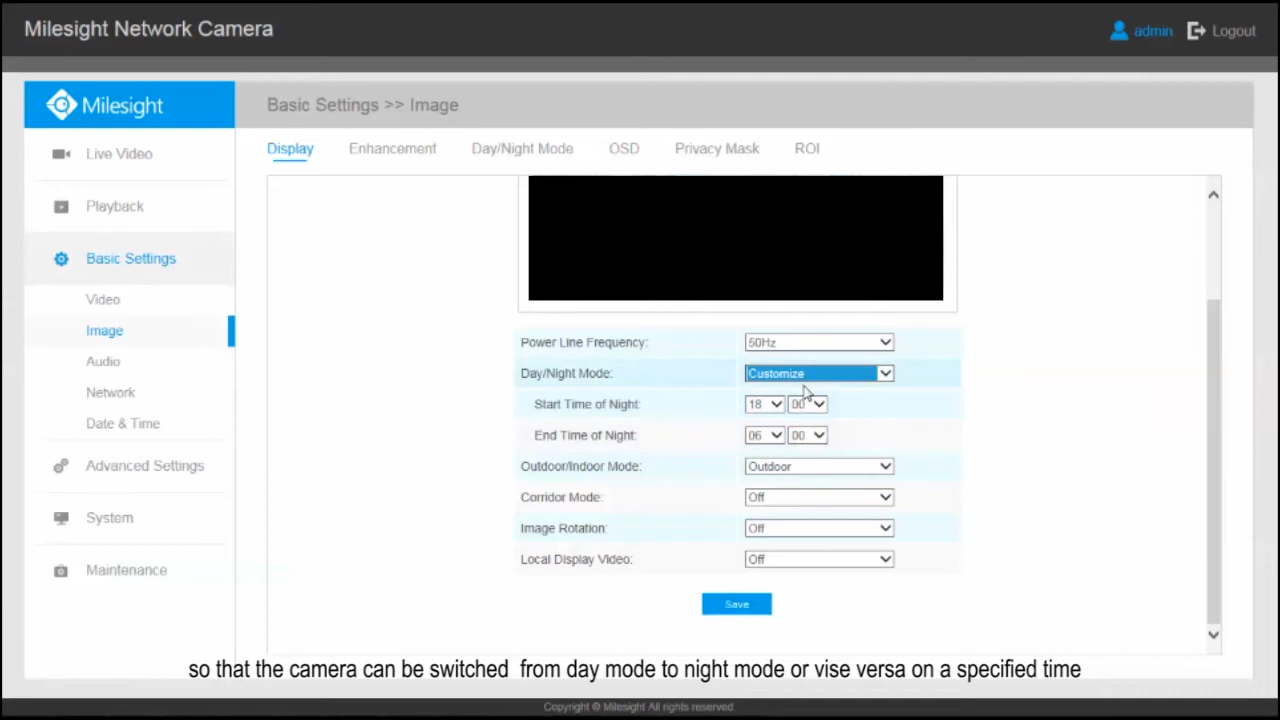 Milesight Network Camera
admin
Logout
Milesight
Basic Settings >> Image
Live Video
Playback
Basic Settings
Video
Image
Audio
Network
Date & Time
Advanced Settings
System
Maintenance
Display
Enhancement
Day/Night Mode
OSD
Privacy Mask
ROI
Power Line Frequency: 50Hz
Day/Night Mode: Customize
Start Time of Night: 18 00
End Time of Night: 06 00
Outdoor/Indoor Mode: Outdoor
Corridor Mode: Off
Image Rotation: Off
Local Display Video: Off
Save
so that the camera can be switched from day mode to night mode or vise versa on a specified time
Copyright © Milesight All rights reserved.